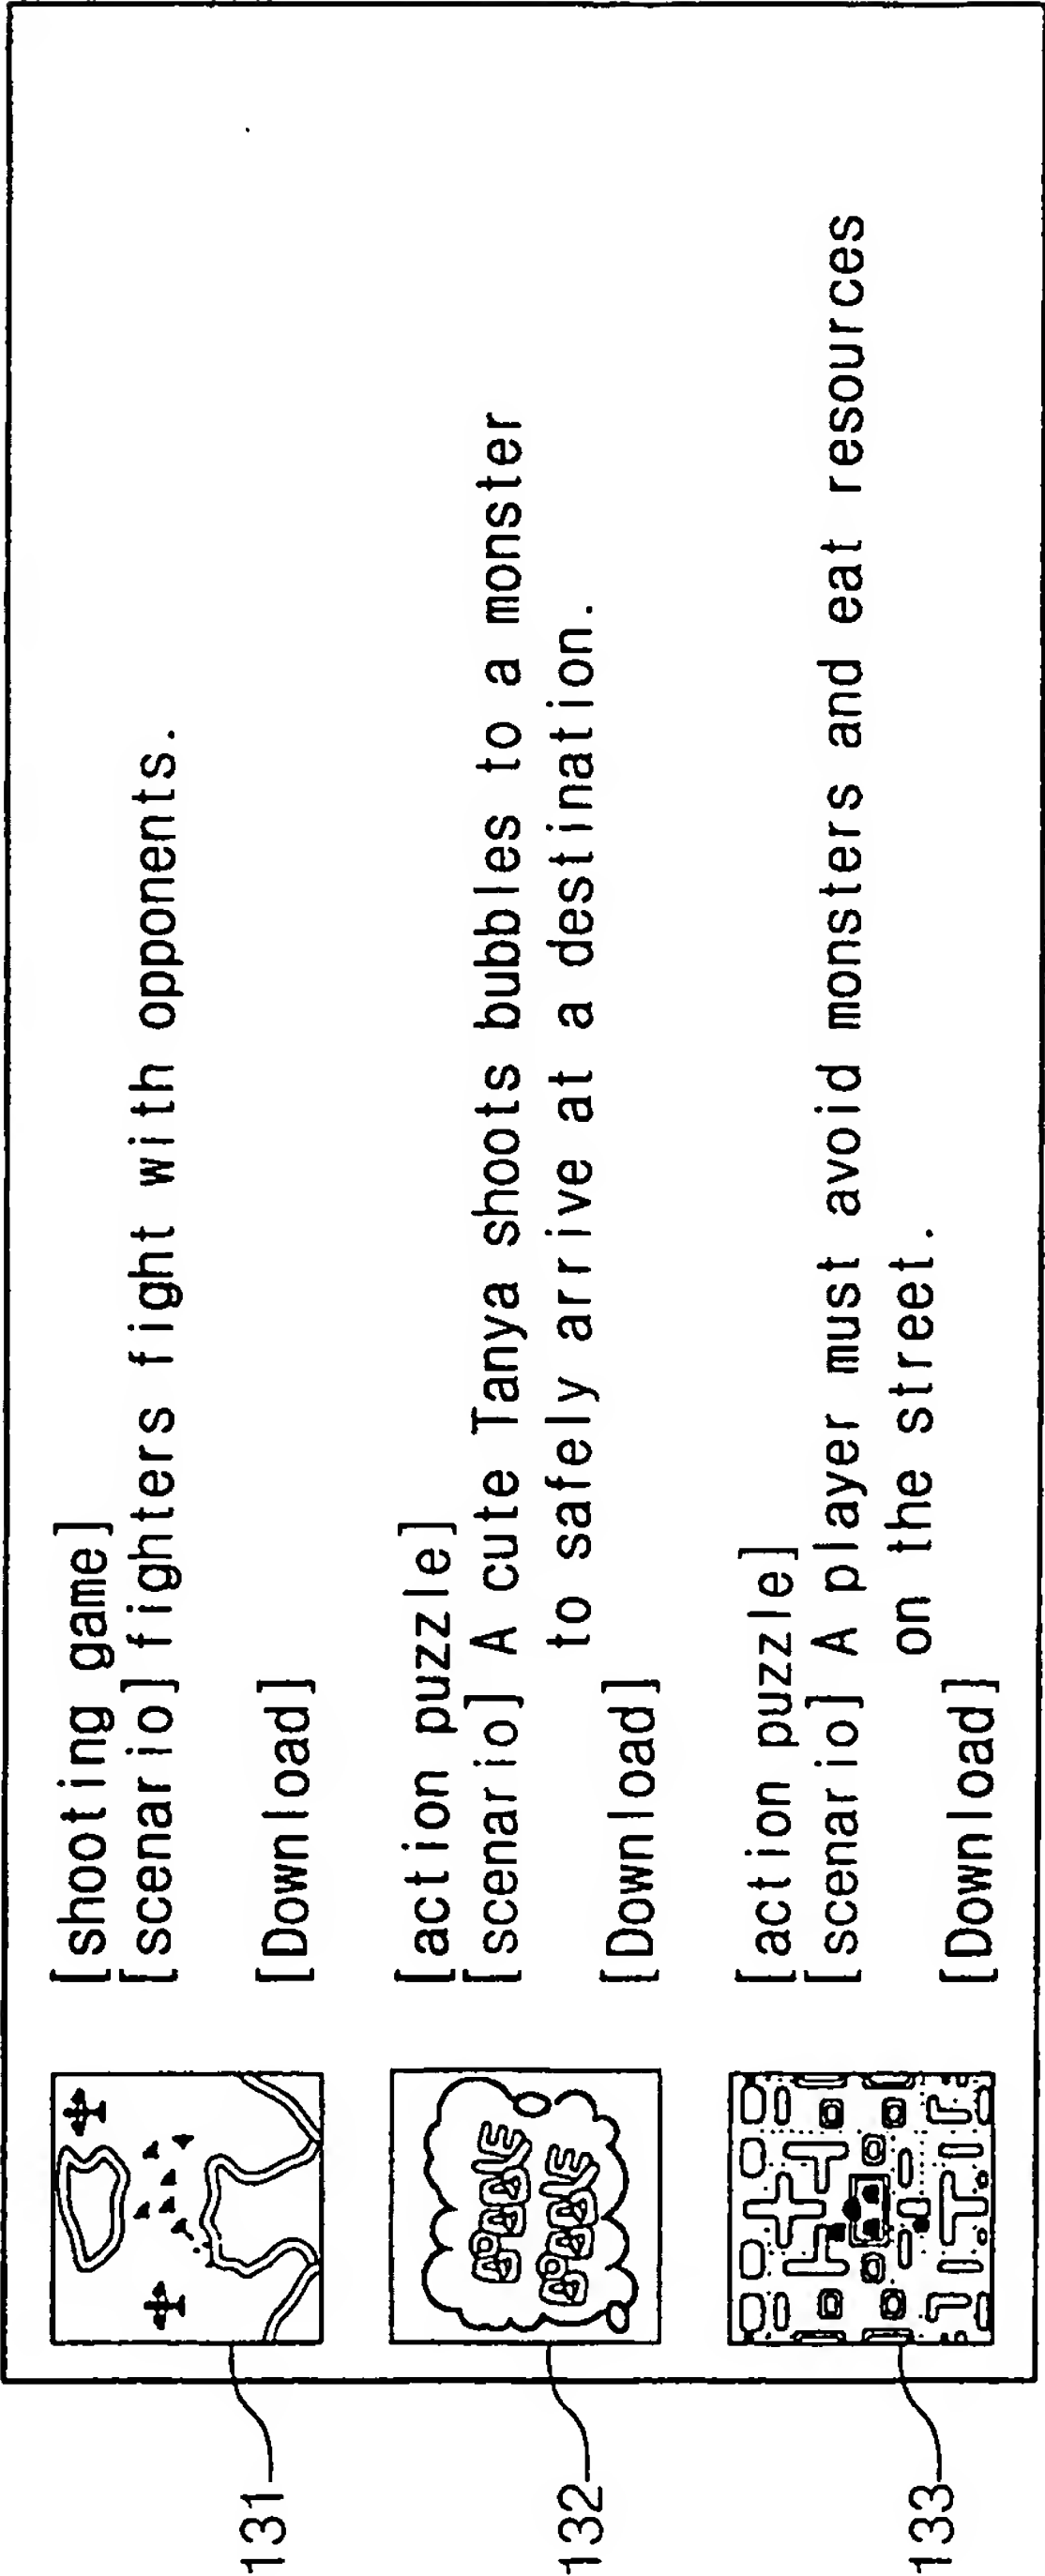 [shooting game]
[scenario] fighters fight with opponents.
[Download]
131
[action puzzle]
[scenario] A cute Tanya shoots bubbles to a monster
to safely arrive at a destination.
[Download]
132
[action puzzle]
[scenario] A player must avoid monsters and eat resources
on the street.
[Download]
133